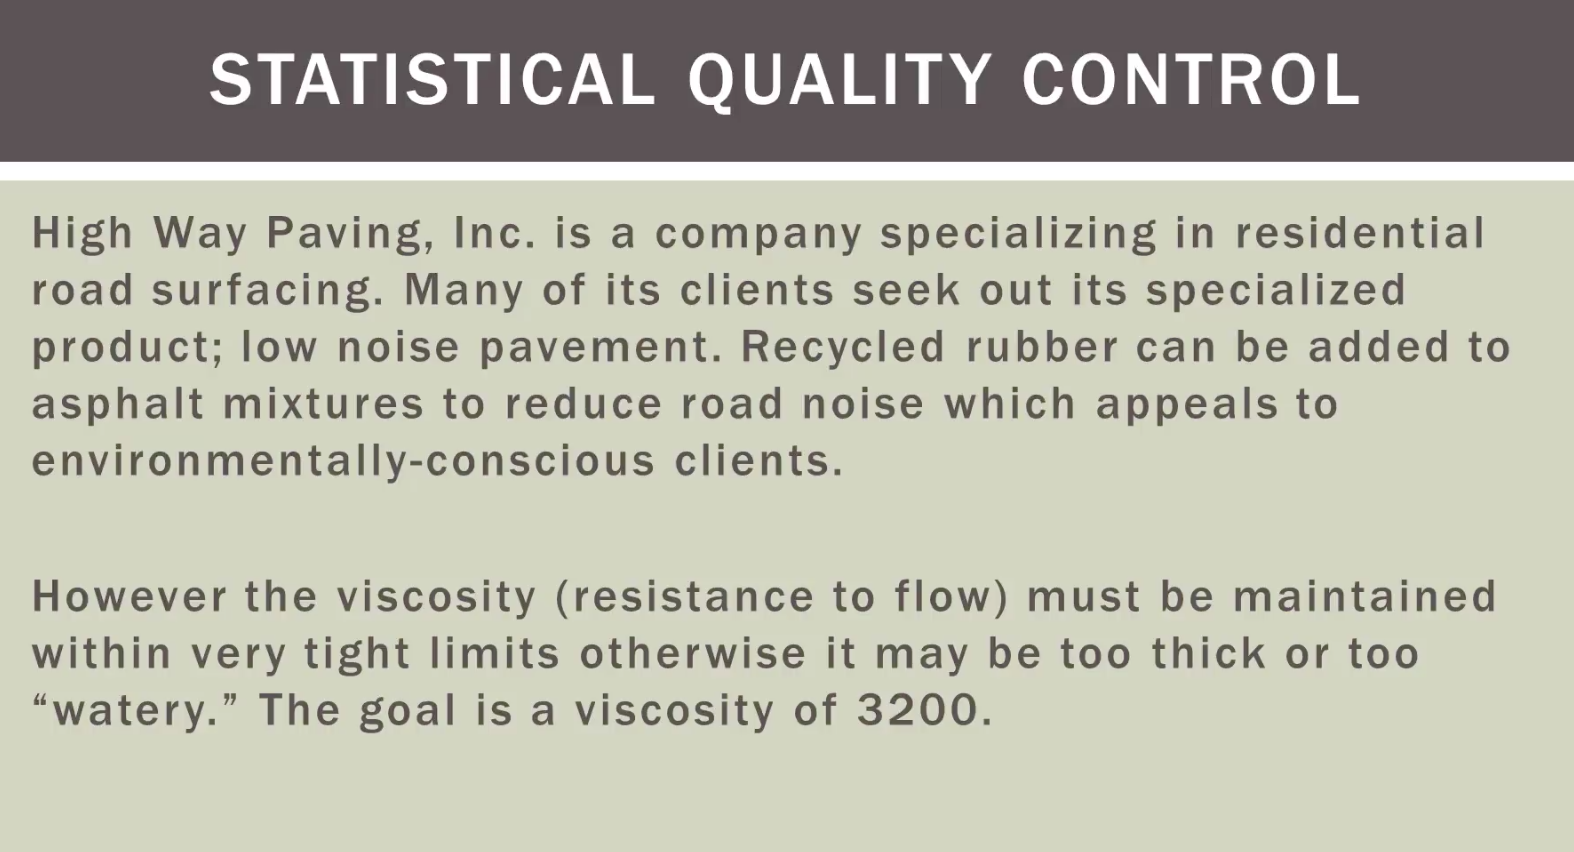 STATISTICAL QUALITY CONTROL
High Way Paving, Inc. is a company specializing in residential
road surfacing. Many of its clients seek out its specialized
product; low noise pavement. Recycled rubber can be added to
asphalt mixtures to reduce road noise which appeals to
environmentally-conscious clients.
However the viscosity (resistance to flow) must be maintained
within very tight limits otherwise it may be too thick or too
“watery.” The goal is a viscosity of 3200.